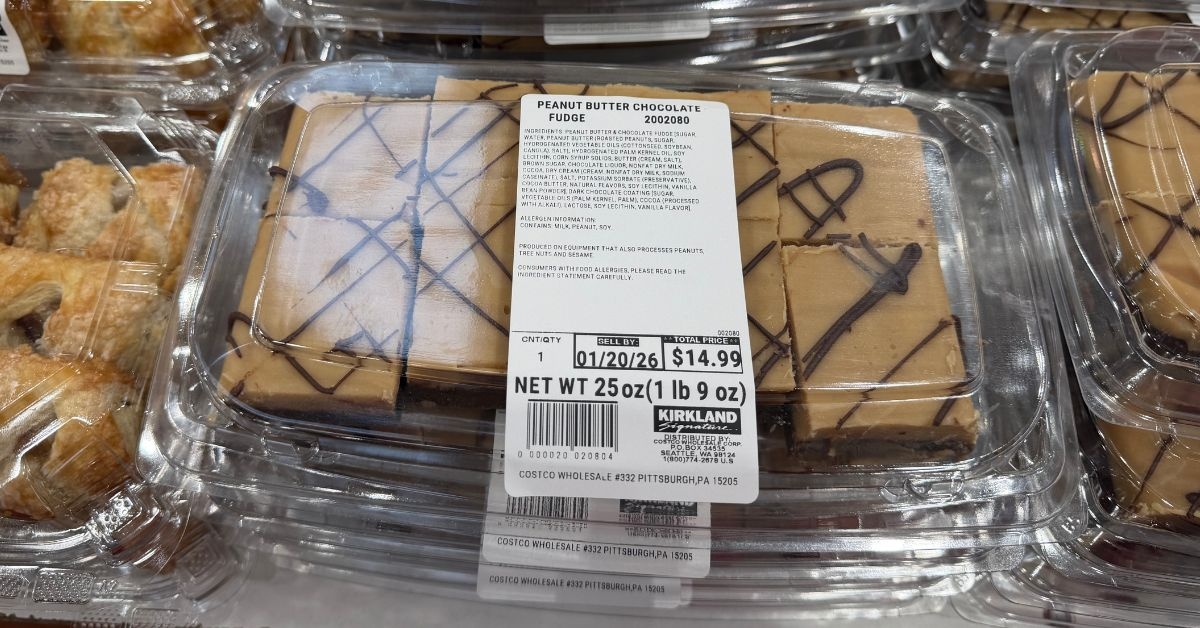 PEANUT BUTTER CHOCOLATE
FUDGE 2002080
INGREDIENTS: PEANUT BUTTER & CHOCOLATE FUDGE [SUGAR,
WATER, PEANUT BUTTER (ROASTED PEANUTS, SUGAR,
HYDROGENATED VEGETABLE OILS (COTTONSEED, SOYBEAN,
CANOLA), SALT), HYDROGENATED PALM KERNEL OIL, SOY
LECITHIN, CORN SYRUP SOLIDS, BUTTER (CREAM, SALT),
BROWN SUGAR, CHOCOLATE LIQUOR, NONFAT DRY MILK,
COCOA, DRY CREAM (CREAM, NONFAT DRY MILK, SODIUM
CASEINATE), SALT, POTASSIUM SORBATE (PRESERVATIVE),
COCOA BUTTER, NATURAL FLAVORS, SOY LECITHIN, VANILLA
BEAN POWDER], DARK CHOCOLATE COATING [SUGAR,
VEGETABLE OILS (PALM KERNEL, PALM), COCOA (PROCESSED
WITH ALKALI), LACTOSE, SOY LECITHIN, VANILLA FLAVOR].
ALLERGEN INFORMATION:
CONTAINS: MILK, PEANUT, SOY.
PRODUCED ON EQUIPMENT THAT ALSO PROCESSES PEANUTS,
TREE NUTS AND SESAME.
CONSUMERS WITH FOOD ALLERGIES, PLEASE READ THE
INGREDIENT STATEMENT CAREFULLY.
002080
CNT/QTY SELL BY: **TOTAL PRICE**
1 01/20/26 $14.99
NET WT 25 oz (1 lb 9 oz)
KIRKLAND
Signature
DISTRIBUTED BY:
COSTCO WHOLESALE CORP
P.O. BOX 34535
SEATTLE, WA 98124
1(800)774-2678 U.S
0 000020 020804
COSTCO WHOLESALE #332 PITTSBURGH,PA 15205
COSTCO WHOLESALE #332 PITTSBURGH,PA 15205
COSTCO WHOLESALE #332 PITTSBURGH,PA 15205